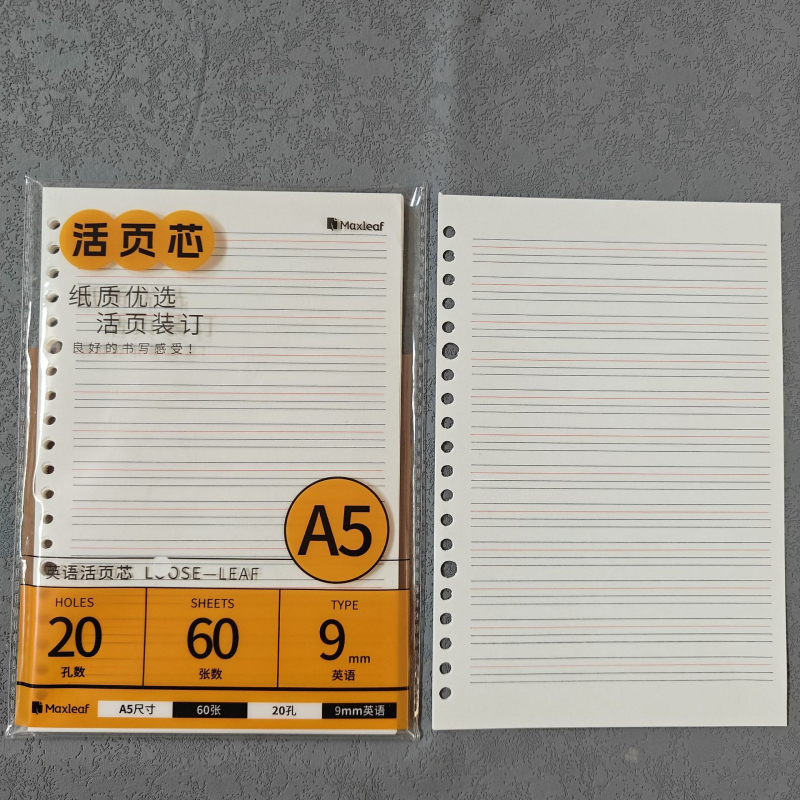 活页芯
Maxleaf
纸质优选
活页装订
良好的书写感受！
A5
英语活页芯 LOOSE—LEAF
HOLES SHEETS TYPE
20 60 9mm
孔数 张数 英语
Maxleaf A5尺寸 60张 20孔 9mm英语